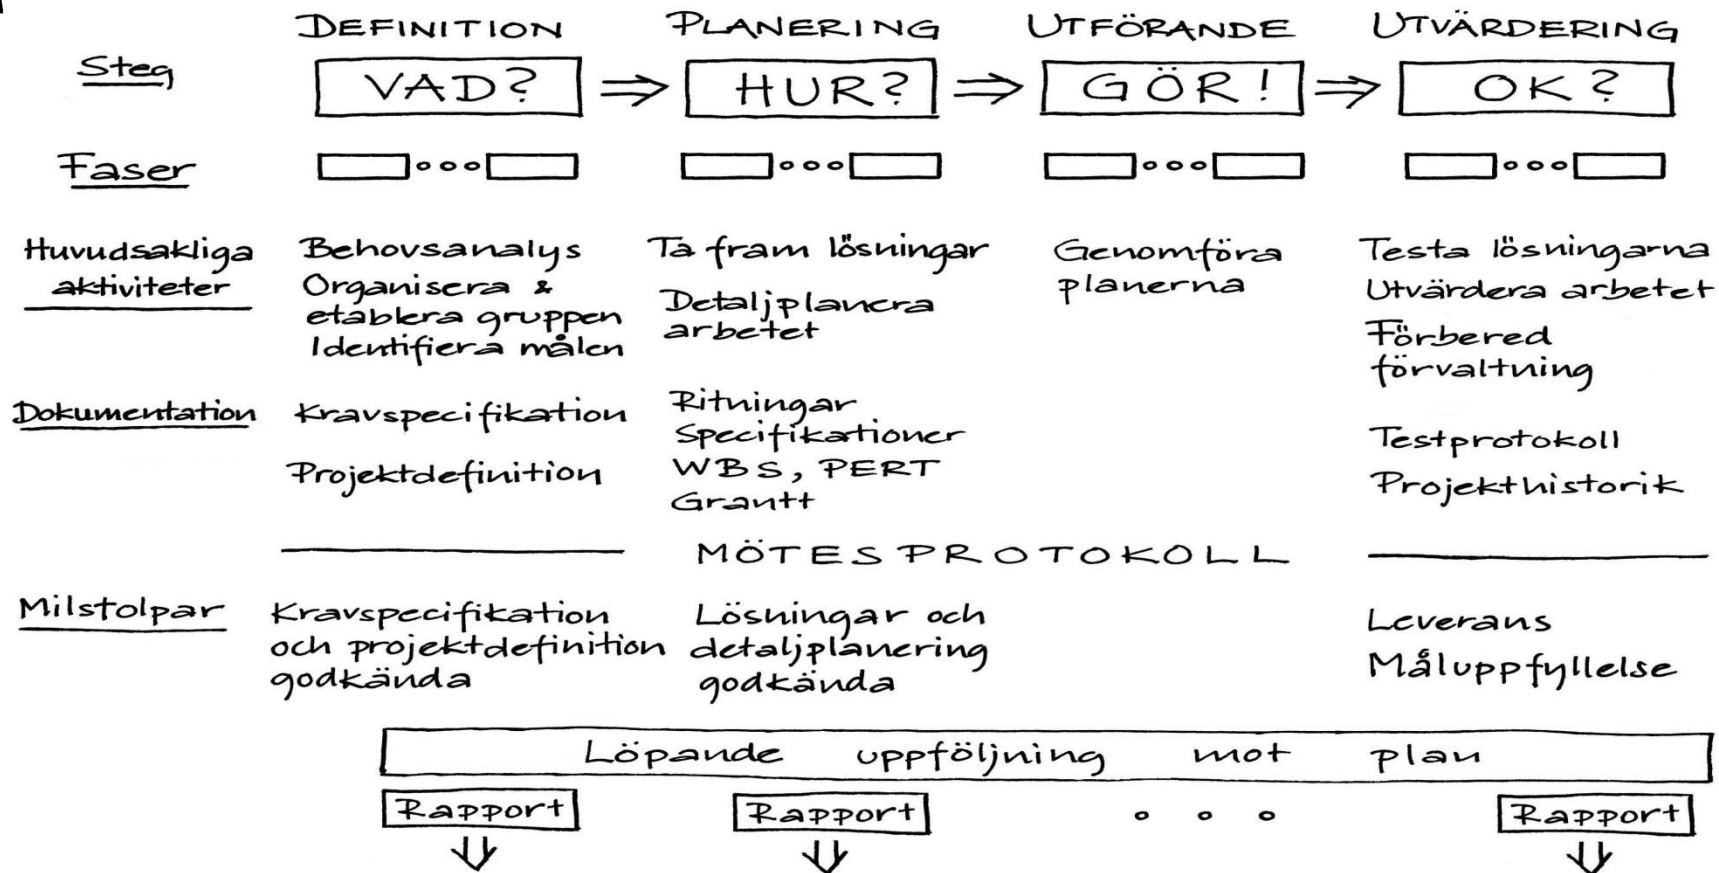 DEFINITION PLANERING UTFÖRANDE UTVÄRDERING
Steg VAD? ⇒ HUR? ⇒ GÖR! ⇒ OK?
Faser
Huvudsakliga
aktiviteter
Behovsanalys
Organisera &
etablera gruppen
Identifiera målen
Ta fram lösningar
Detaljplanera
arbetet
Genomföra
planerna
Testa lösningarna
Utvärdera arbetet
Förbered
förvaltning
Dokumentation
Kravspecifikation
Projektdefinition
Ritningar
Specifikationer
WBS, PERT
Grantt
Testprotokoll
Projekthistorik
MÖTESPROTOKOLL
Milstolpar
Kravspecifikation
och projektdefinition
godkända
Lösningar och
detaljplanering
godkända
Leverans
Måluppfyllelse
Löpande uppföljning mot plan
Rapport Rapport Rapport